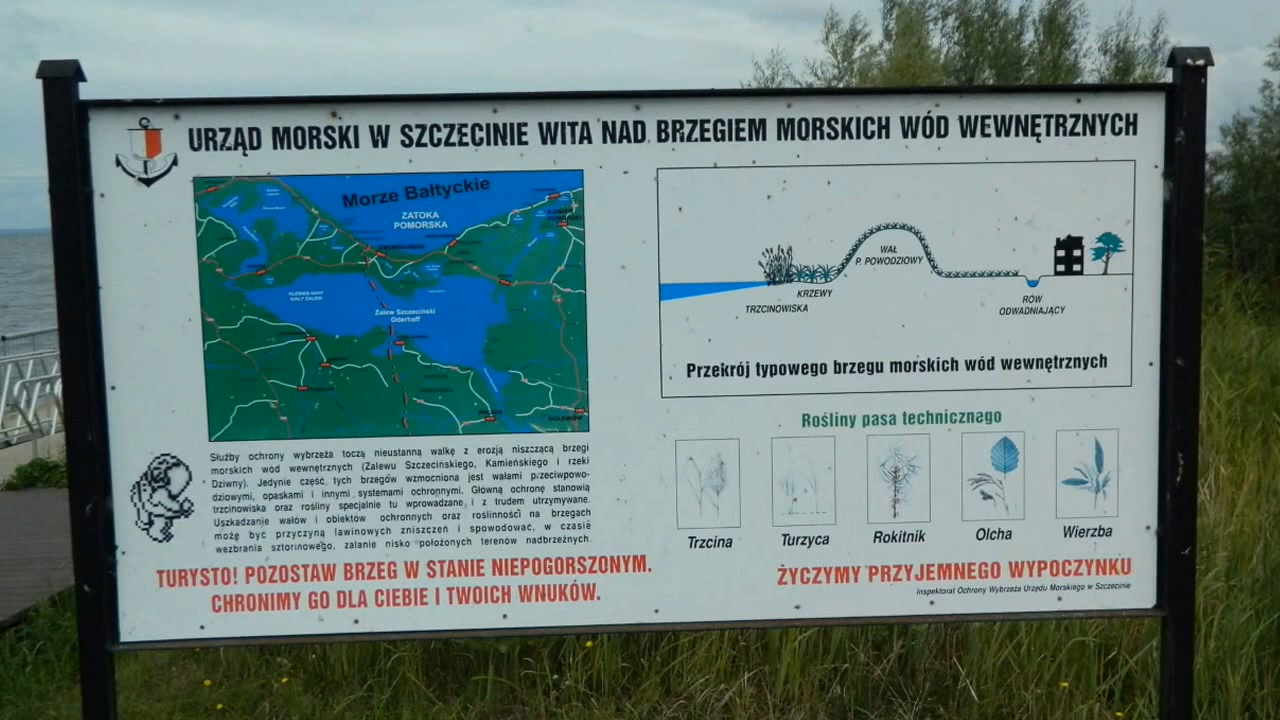 URZĄD MORSKI W SZCZECINIE WITA NAD BRZEGIEM MORSKICH WÓD WEWNĘTRZNYCH
Morze Bałtyckie
ZATOKA
POMORSKA
KLEINES HAFF
Zalew Szczeciński
Oderhaff
POLICE
GOLENIÓW
Służby ochrony wybrzeża toczą nieustanną walkę z erozją niszczącą brzegi
morskich wód wewnętrznych (Zalewu Szczecinskiego, Kamieńskiego i rzeki
Dziwny). Jedynie część tych brzegów wzmocniona jest wałami przeciwpowo-
dziowymi, opaskami i innymi systemami ochronnymi. Główną ochronę stanowią
trzcinowiska oraz rośliny specjalnie tu wprowadzane i z trudem utrzymywane.
Uszkadzanie wałów i obiektów ochronnych oraz roślinności na brzegach
może być przyczyną lawinowych zniszczeń i spowodować, w czasie
wezbrania sztormowego, zalanie nisko położonych terenów nadbrzeżnych.
TURYSTO! POZOSTAW BRZEG W STANIE NIEPOGORSZONYM.
CHRONIMY GO DLA CIEBIE I TWOICH WNUKÓW.
WAŁ
P. POWODZIOWY
KRZEWY
TRZCINOWISKA
RÓW
ODWADNIAJĄCY
Przekrój typowego brzegu morskich wód wewnętrznych
Rośliny pasa technicznego
Trzcina Turzyca Rokitnik Olcha Wierzba
ŻYCZYMY PRZYJEMNEGO WYPOCZYNKU
Inspektorat Ochrony Wybrzeża Urzędu Morskiego w Szczecinie